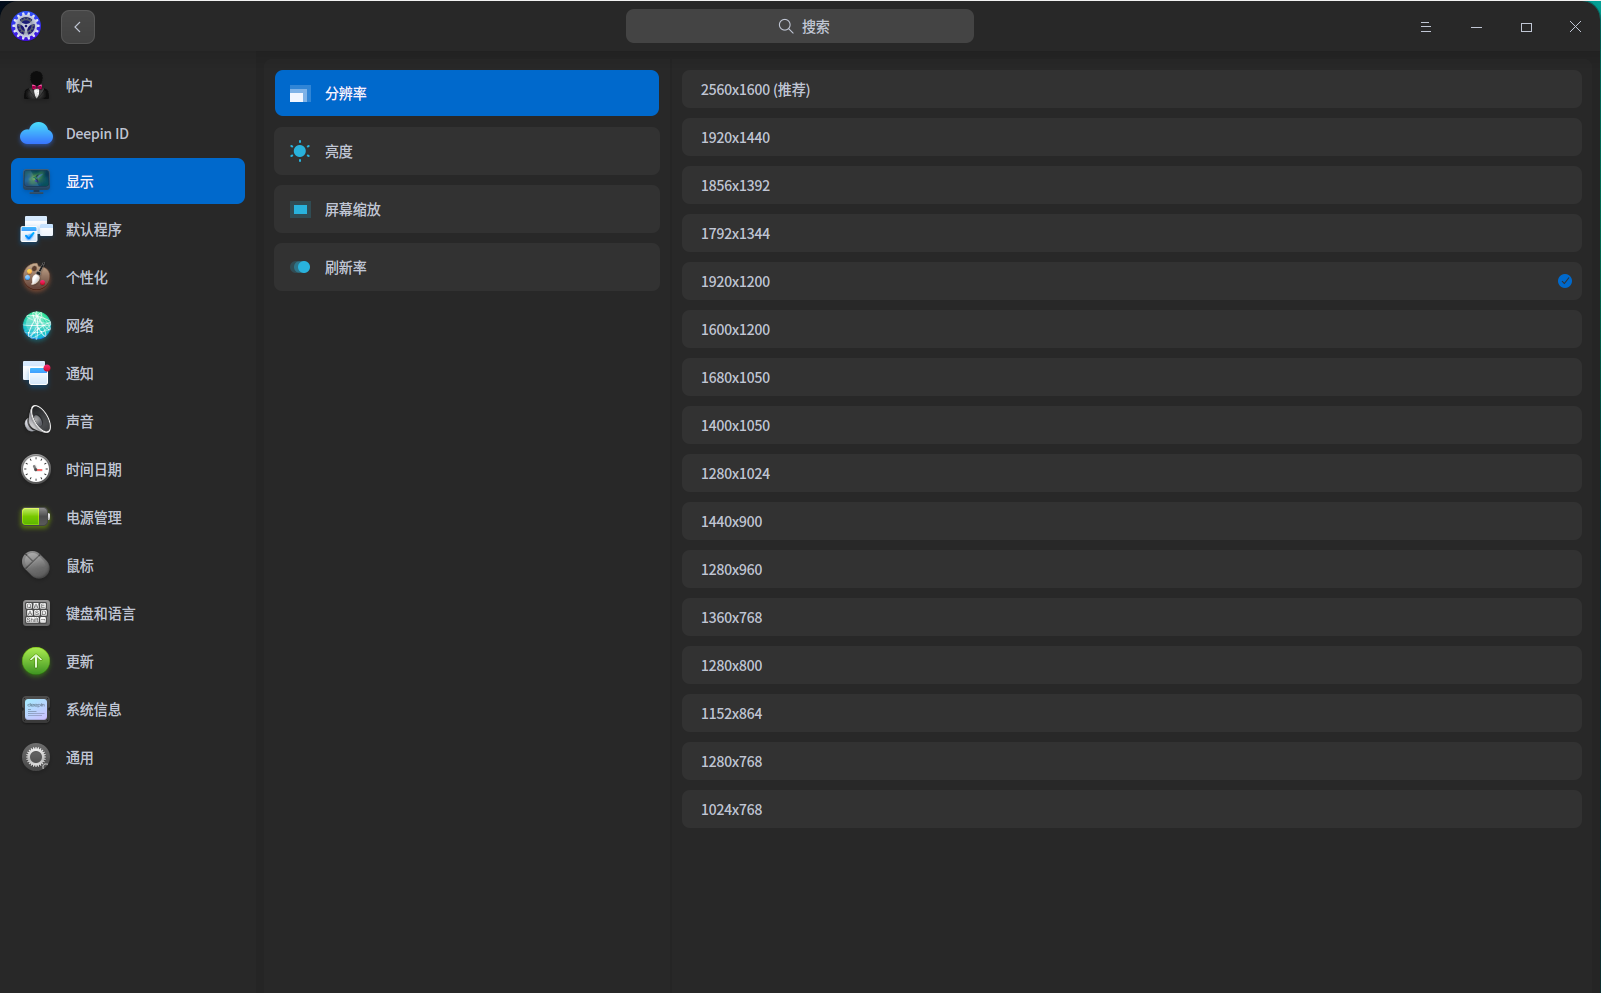 搜索
帐户
Deepin ID
显示
默认程序
个性化
网络
通知
声音
时间日期
电源管理
鼠标
键盘和语言
更新
系统信息
通用
分辨率
亮度
屏幕缩放
刷新率
2560x1600 (推荐)
1920x1440
1856x1392
1792x1344
1920x1200
1600x1200
1680x1050
1400x1050
1280x1024
1440x900
1280x960
1360x768
1280x800
1152x864
1280x768
1024x768